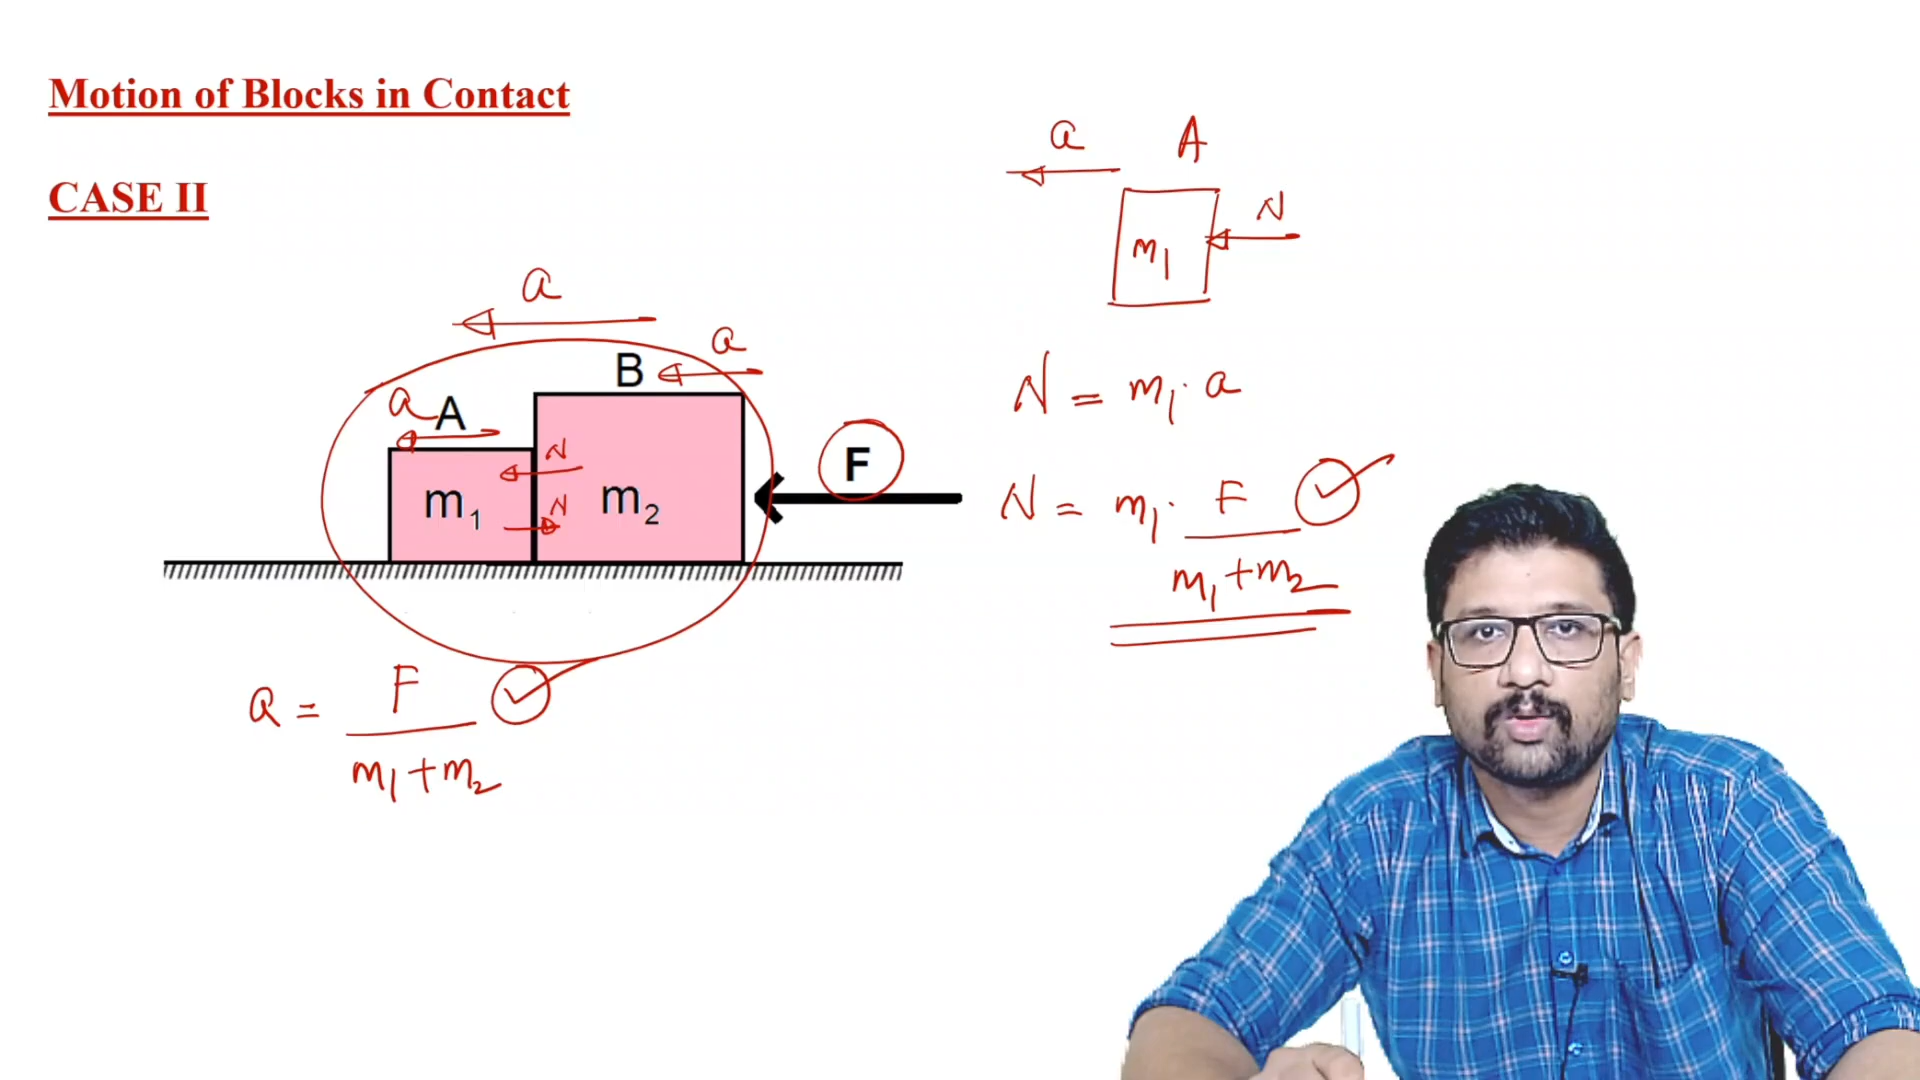 Motion of Blocks in Contact
CASE II
a
a
B
a A
F
N
m₁
N
m₂
a = F / m₁ + m₂
a A
N
m₁
N = m₁ · a
N = m₁ · F / m₁ + m₂